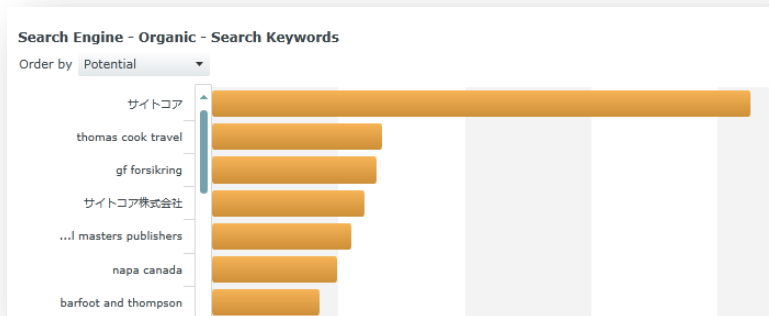 Search Engine - Organic - Search Keywords
Order by Potential
サイトコア
thomas cook travel
gf forsikring
サイトコア株式会社
...l masters publishers
napa canada
barfoot and thompson